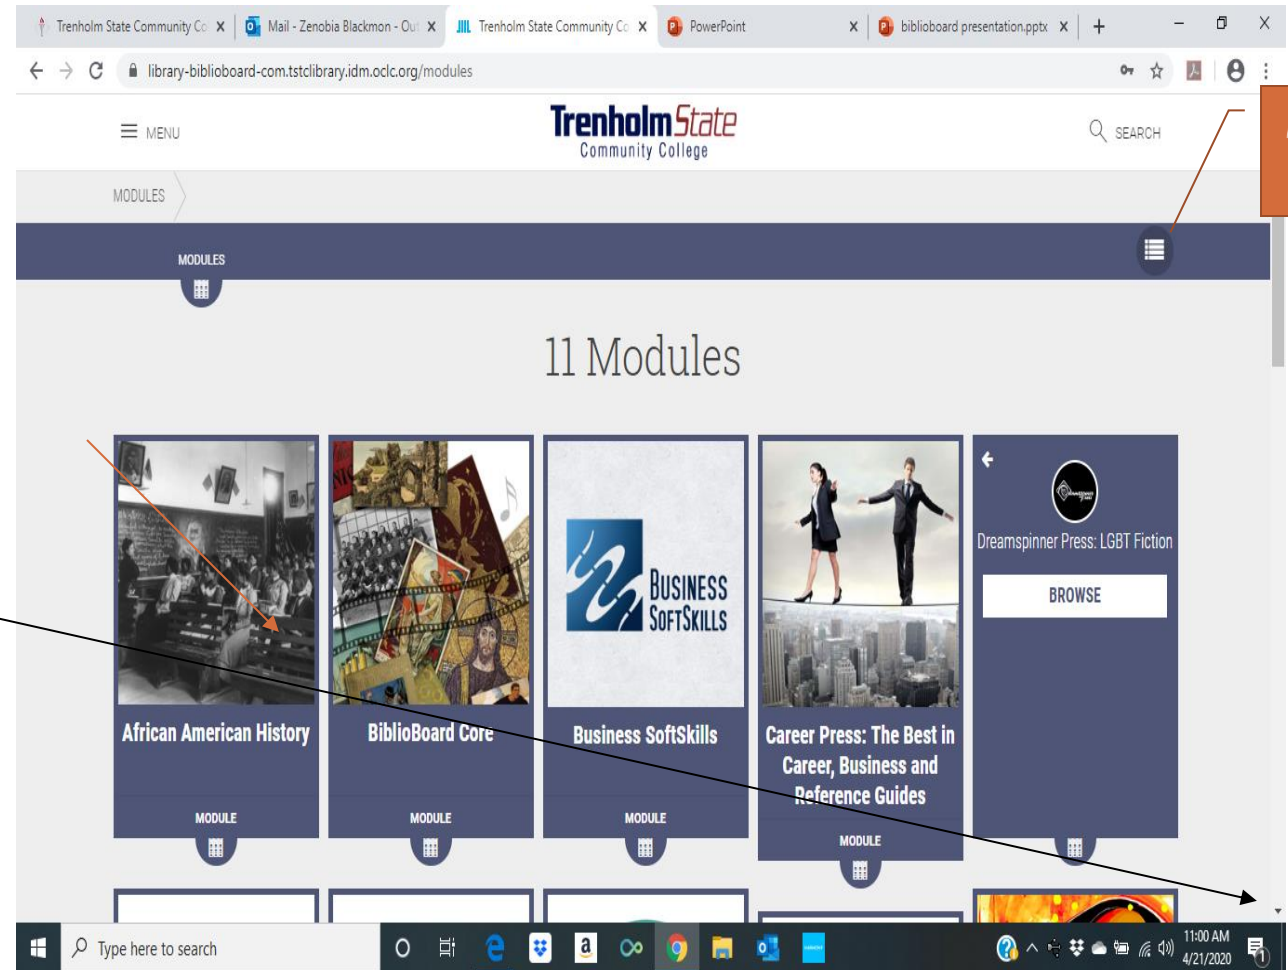 Trenholm State Community Co
Mail - Zenobia Blackmon - Out
Trenholm State Community Co
PowerPoint
biblioboard presentation.pptx
library-biblioboard-com.tstclibrary.idm.oclc.org/modules
MENU
Trenholm State
Community College
SEARCH
MODULES
MODULES
11 Modules
BUSINESS
SOFTSKILLS
Dreamspinner Press: LGBT Fiction
BROWSE
African American History
BiblioBoard Core
Business SoftSkills
Career Press: The Best in
Career, Business and
Reference Guides
MODULE
MODULE
MODULE
MODULE
Type here to search
11:00 AM
4/21/2020
1